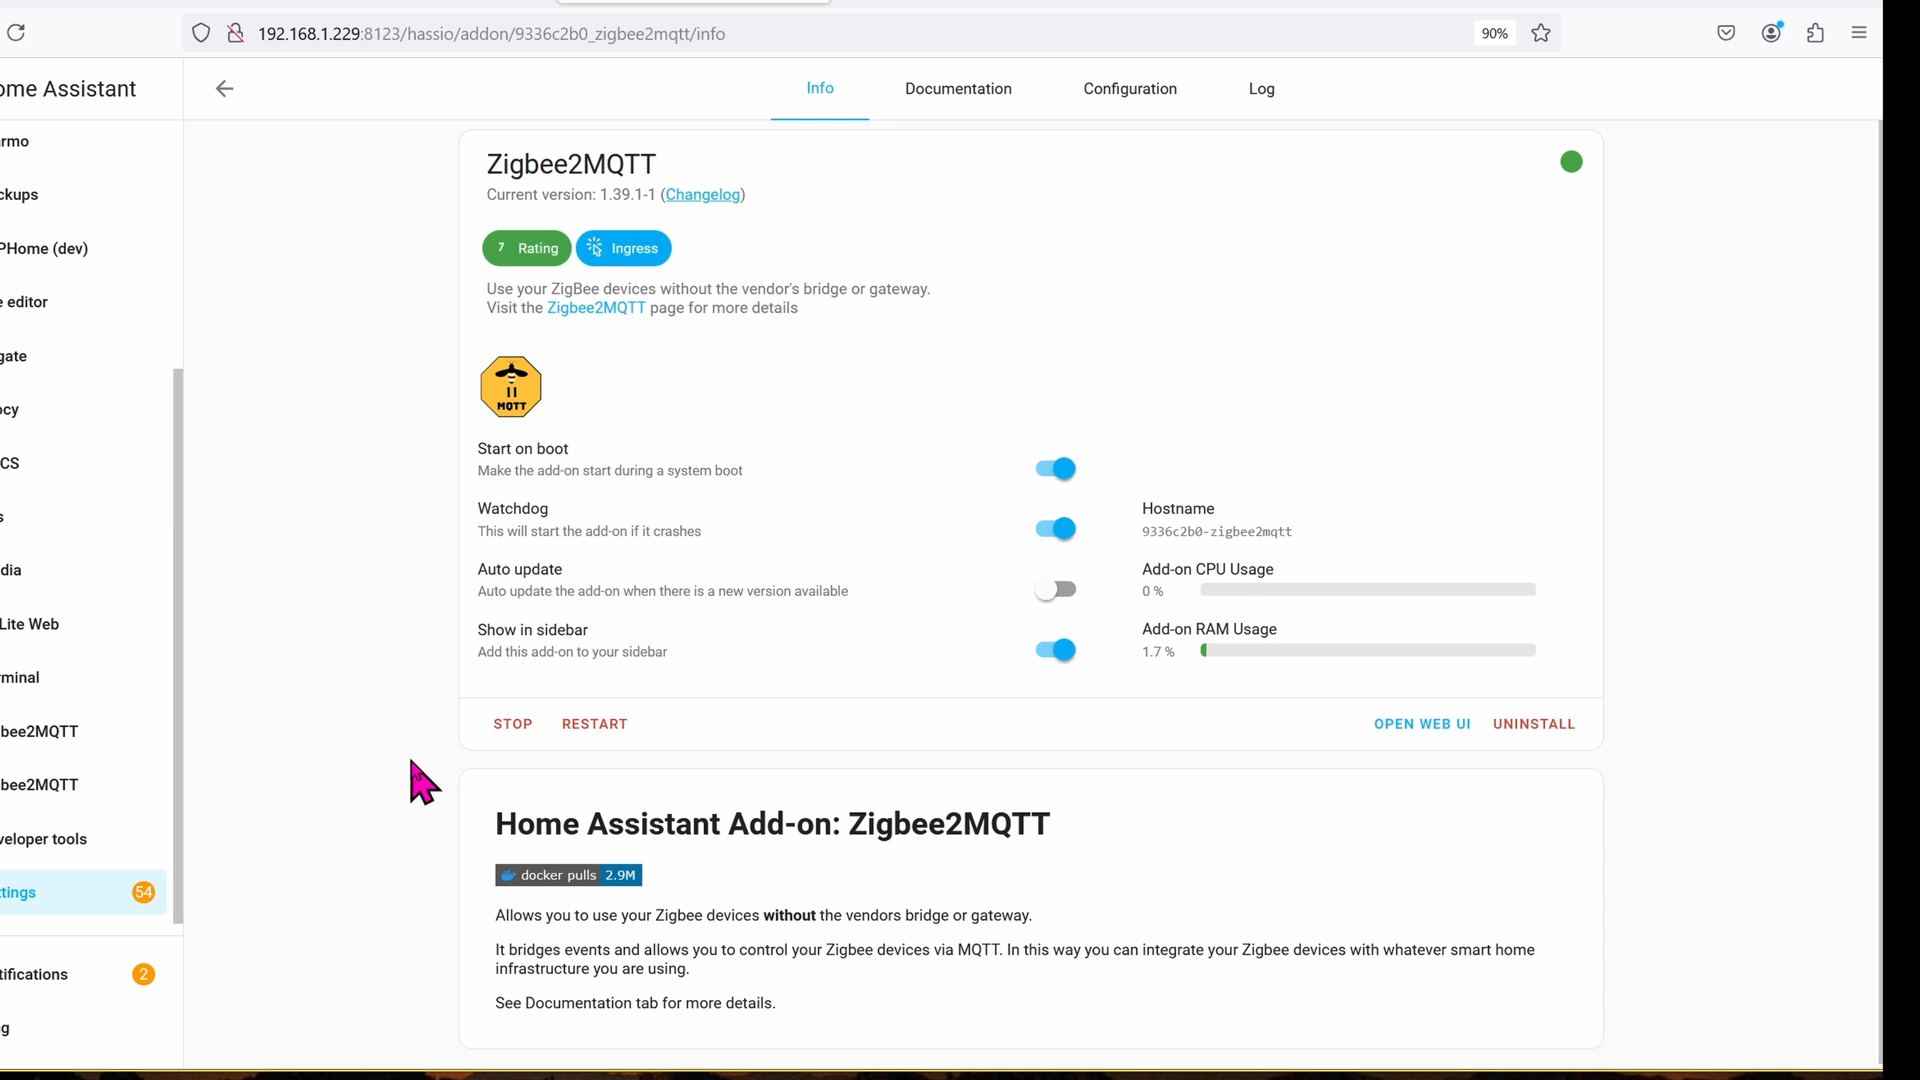 192.168.1.229:8123/hassio/addon/9336c2b0_zigbee2mqtt/info
90%
ome Assistant
Info
Documentation
Configuration
Log
rmo
ckups
PHome (dev)
e editor
gate
ocy
CS
s
dia
Lite Web
rminal
bee2MQTT
bee2MQTT
veloper tools
ttings
54
tifications
2
g
Zigbee2MQTT
Current version: 1.39.1-1 (Changelog)
7 Rating
Ingress
Use your ZigBee devices without the vendor's bridge or gateway.
Visit the Zigbee2MQTT page for more details
MQTT
Start on boot
Make the add-on start during a system boot
Watchdog
This will start the add-on if it crashes
Hostname
9336c2b0-zigbee2mqtt
Auto update
Auto update the add-on when there is a new version available
Add-on CPU Usage
0 %
Show in sidebar
Add this add-on to your sidebar
Add-on RAM Usage
1.7 %
STOP
RESTART
OPEN WEB UI
UNINSTALL
Home Assistant Add-on: Zigbee2MQTT
docker pulls 2.9M
Allows you to use your Zigbee devices without the vendors bridge or gateway.
It bridges events and allows you to control your Zigbee devices via MQTT. In this way you can integrate your Zigbee devices with whatever smart home
infrastructure you are using.
See Documentation tab for more details.